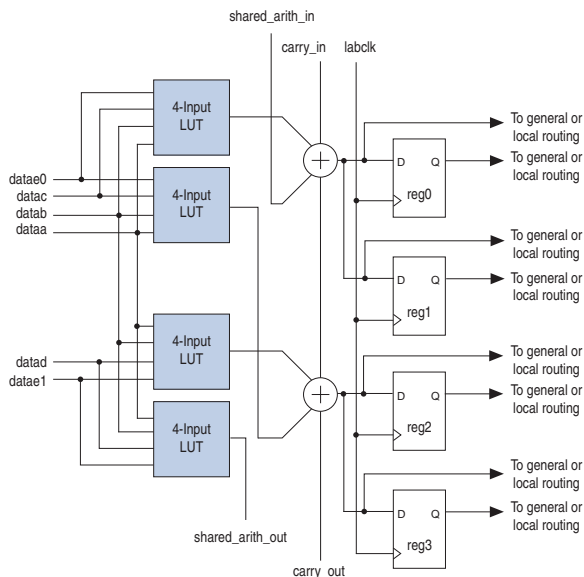 shared_arith_in
carry_in
labclk
4-Input
LUT
To general or
local routing
D Q
reg0
To general or
local routing
datae0
datac
datab
dataa
4-Input
LUT
To general or
local routing
D Q
reg1
To general or
local routing
4-Input
LUT
To general or
local routing
datad
datae1
D Q
reg2
To general or
local routing
4-Input
LUT
To general or
local routing
D Q
reg3
To general or
local routing
shared_arith_out
carry_out